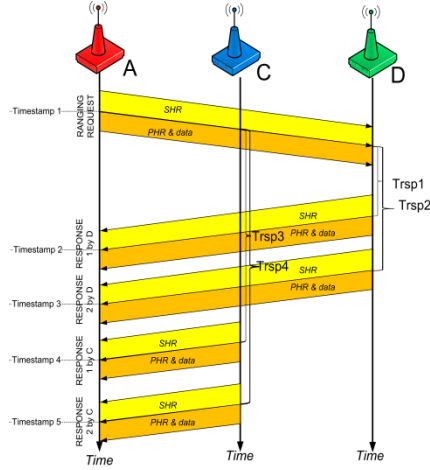 A
C
D
Timestamp 1
RANGING
REQUEST
SHR
PHR & data
Trsp1
Trsp2
Trsp3
Trsp4
SHR
PHR & data
Timestamp 2
RESPONSE
1 by D
SHR
PHR & data
Timestamp 3
RESPONSE
2 by D
SHR
PHR & data
Timestamp 4
RESPONSE
1 by C
SHR
PHR & data
Timestamp 5
RESPONSE
2 by C
Time
Time
Time